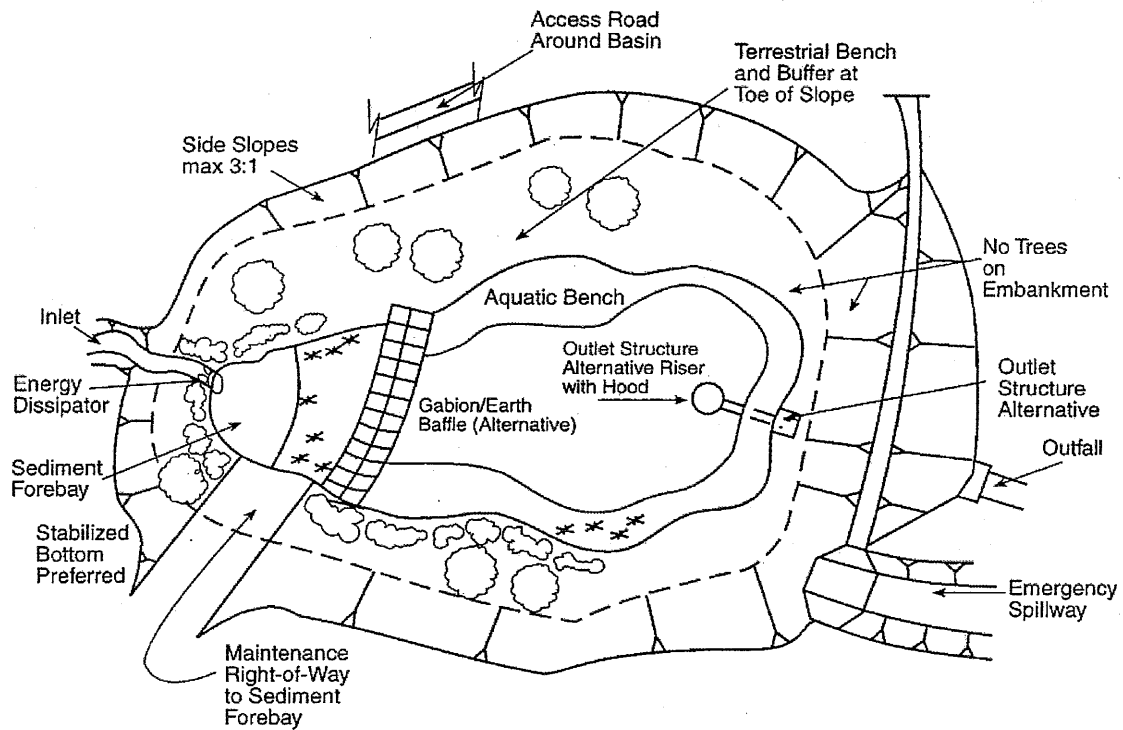 Access Road
Around Basin
Terrestrial Bench
and Buffer at
Toe of Slope
Side Slopes
max 3:1
No Trees
on
Embankment
Inlet
Aquatic Bench
Outlet Structure
Alternative Riser
with Hood
Energy
Dissipator
Gabion/Earth
Baffle (Alternative)
Outlet
Structure
Alternative
Outfall
Sediment
Forebay
Stabilized
Bottom
Preferred
Emergency
Spillway
Maintenance
Right-of-Way
to Sediment
Forebay